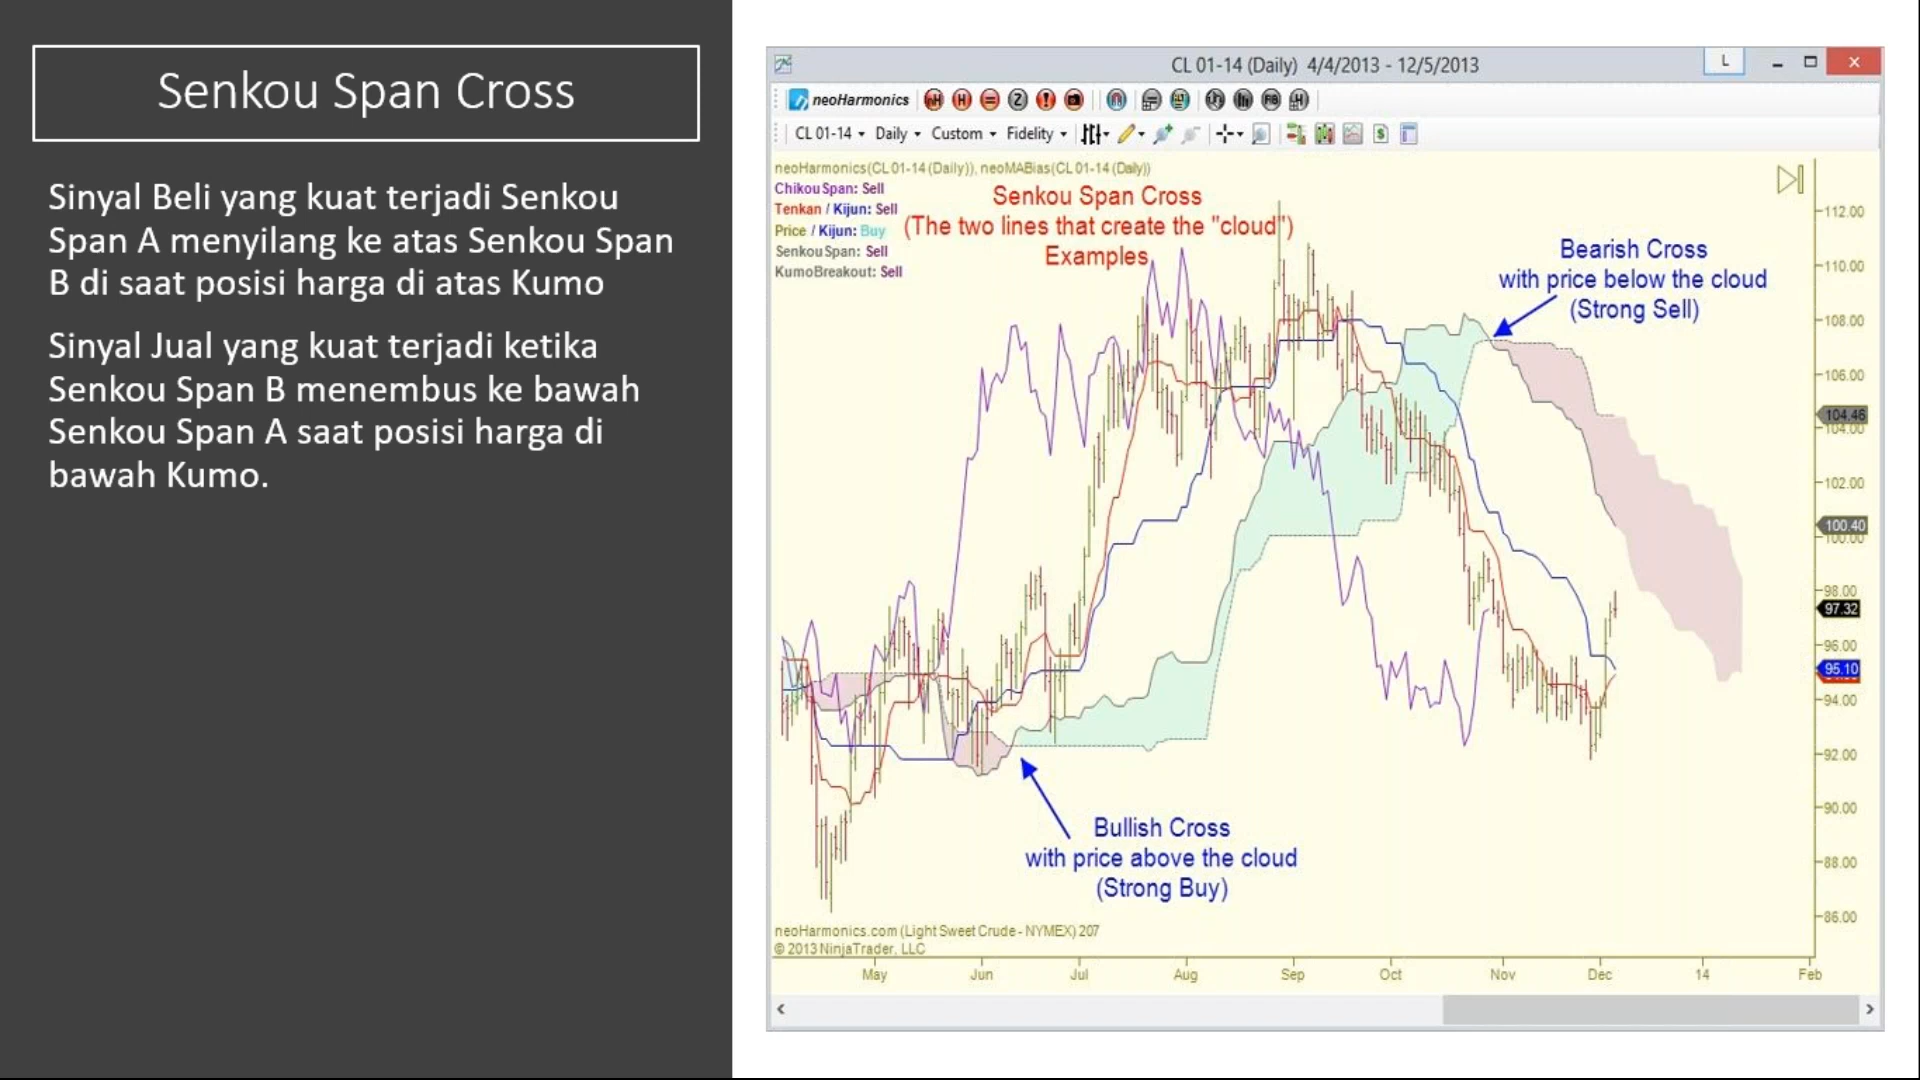 Senkou Span Cross
Sinyal Beli yang kuat terjadi Senkou
Span A menyilang ke atas Senkou Span
B di saat posisi harga di atas Kumo
Sinyal Jual yang kuat terjadi ketika
Senkou Span B menembus ke bawah
Senkou Span A saat posisi harga di
bawah Kumo.
CL 01-14 (Daily) 4/4/2013 - 12/5/2013
L
neoHarmonics
CL 01-14 Daily Custom Fidelity
neoHarmonics(CL 01-14 (Daily)), neoMABias(CL 01-14 (Daily))
Chikou Span: Sell
Tenkan / Kijun: Sell
Price / Kijun: Buy
Senkou Span: Sell
Kumo Breakout: Sell
Senkou Span Cross
(The two lines that create the "cloud")
Examples
Bearish Cross
with price below the cloud
(Strong Sell)
Bullish Cross
with price above the cloud
(Strong Buy)
112.00
110.00
108.00
106.00
104.46
104.00
102.00
100.40
100.00
98.00
97.32
96.00
95.10
94.00
92.00
90.00
88.00
86.00
neoHarmonics.com (Light Sweet Crude - NYMEX) 207
© 2013 NinjaTrader, LLC
May Jun Jul Aug Sep Oct Nov Dec 14 Feb